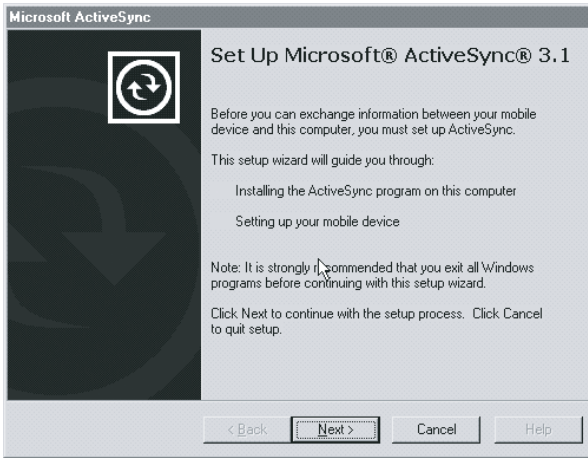 Microsoft ActiveSync
Set Up Microsoft® ActiveSync® 3.1
Before you can exchange information between your mobile
device and this computer, you must set up ActiveSync.
This setup wizard will guide you through:
Installing the ActiveSync program on this computer
Setting up your mobile device
Note: It is strongly recommended that you exit all Windows
programs before continuing with this setup wizard.
Click Next to continue with the setup process. Click Cancel
to quit setup.
< Back Next > Cancel Help